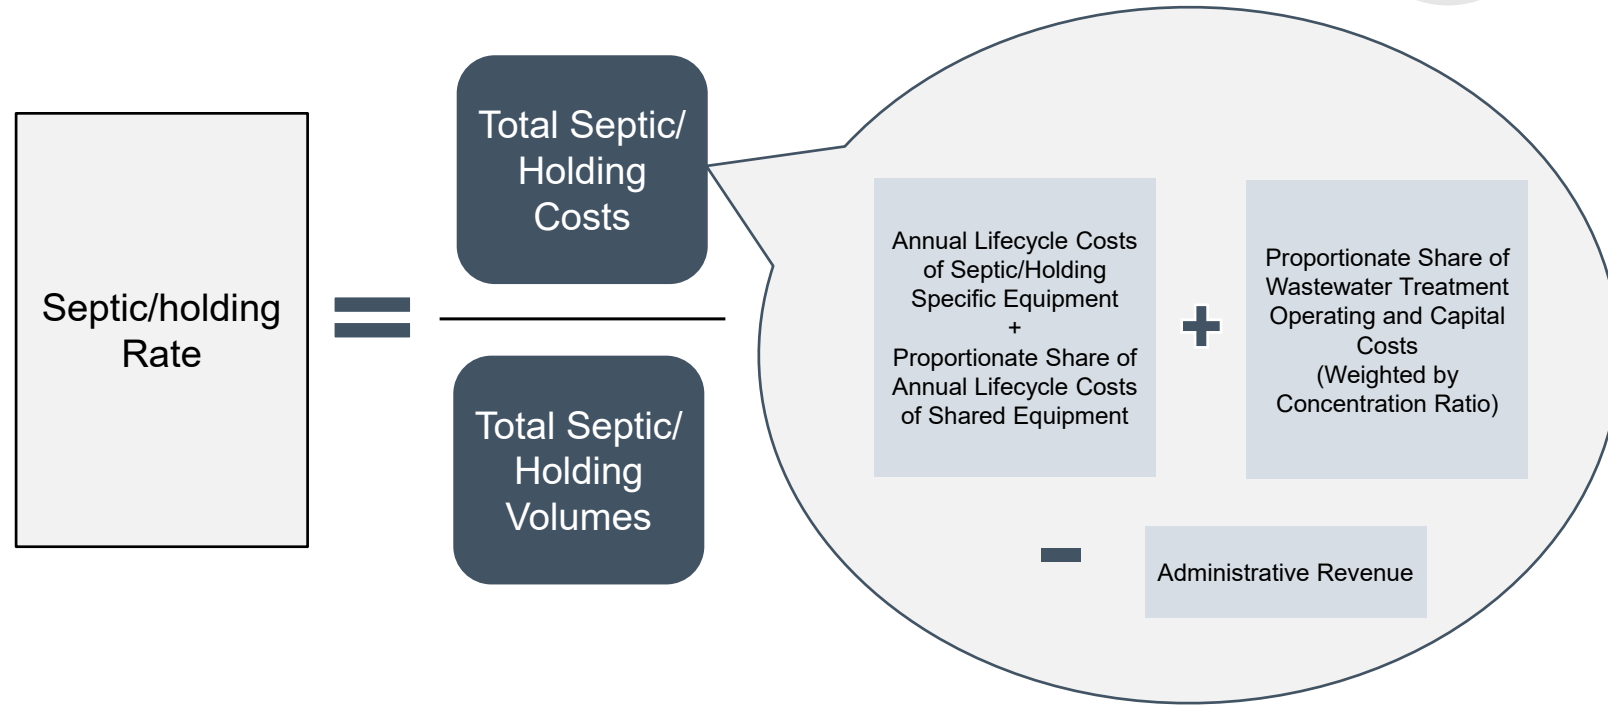 Septic/holding
Rate
Total Septic/
Holding
Costs
Total Septic/
Holding
Volumes
Annual Lifecycle Costs
of Septic/Holding
Specific Equipment
+
Proportionate Share of
Annual Lifecycle Costs
of Shared Equipment
Proportionate Share of
Wastewater Treatment
Operating and Capital
Costs
(Weighted by
Concentration Ratio)
Administrative Revenue